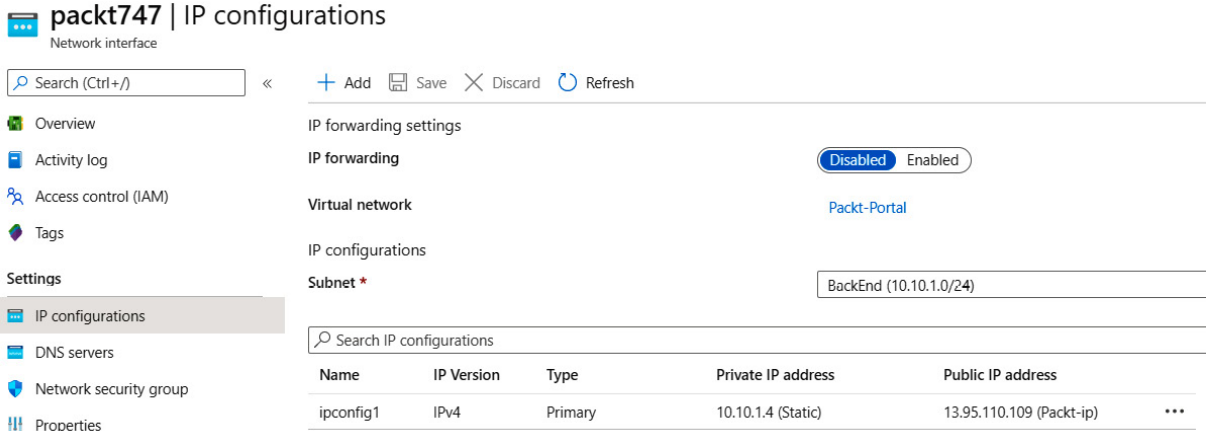 packt747 | IP configurations
Network interface
Search (Ctrl+/)
«
Overview
Activity log
Access control (IAM)
Tags
Settings
IP configurations
DNS servers
Network security group
Properties
Add Save Discard Refresh
IP forwarding settings
IP forwarding Disabled Enabled
Virtual network Packt-Portal
IP configurations
Subnet * BackEnd (10.10.1.0/24)
Search IP configurations
Name IP Version Type Private IP address Public IP address
ipconfig1 IPv4 Primary 10.10.1.4 (Static) 13.95.110.109 (Packt-ip) •••